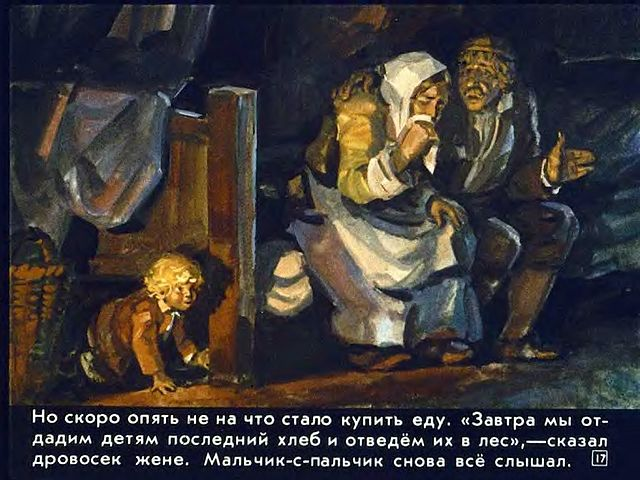 Но скоро опять не на что стало купить еду. «Завтра мы от-
дадим детям последний хлеб и отведём их в лес»,—сказал
дровосек жене. Мальчик-с-пальчик снова всё слышал. 17